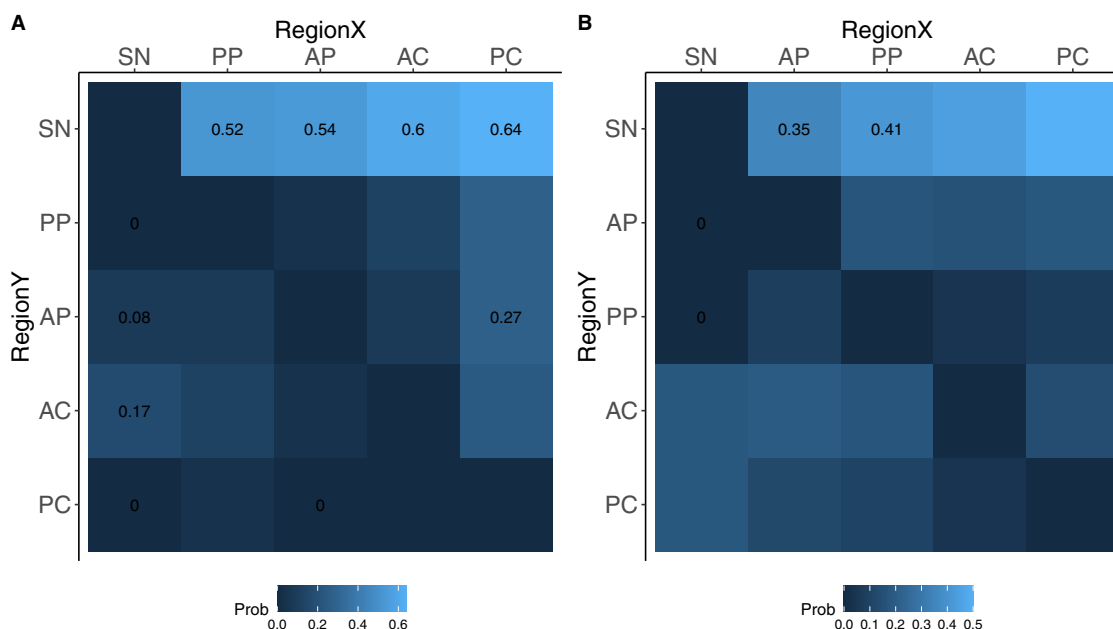 A
RegionX
SN PP AP AC PC
RegionY
SN 0.52 0.54 0.6 0.64
PP 0
AP 0.08 0.27
AC 0.17
PC 0 0
Prob
0.0 0.2 0.4 0.6
B
RegionX
SN AP PP AC PC
RegionY
SN 0.35 0.41
AP 0
PP 0
AC
PC
Prob
0.0 0.1 0.2 0.3 0.4 0.5